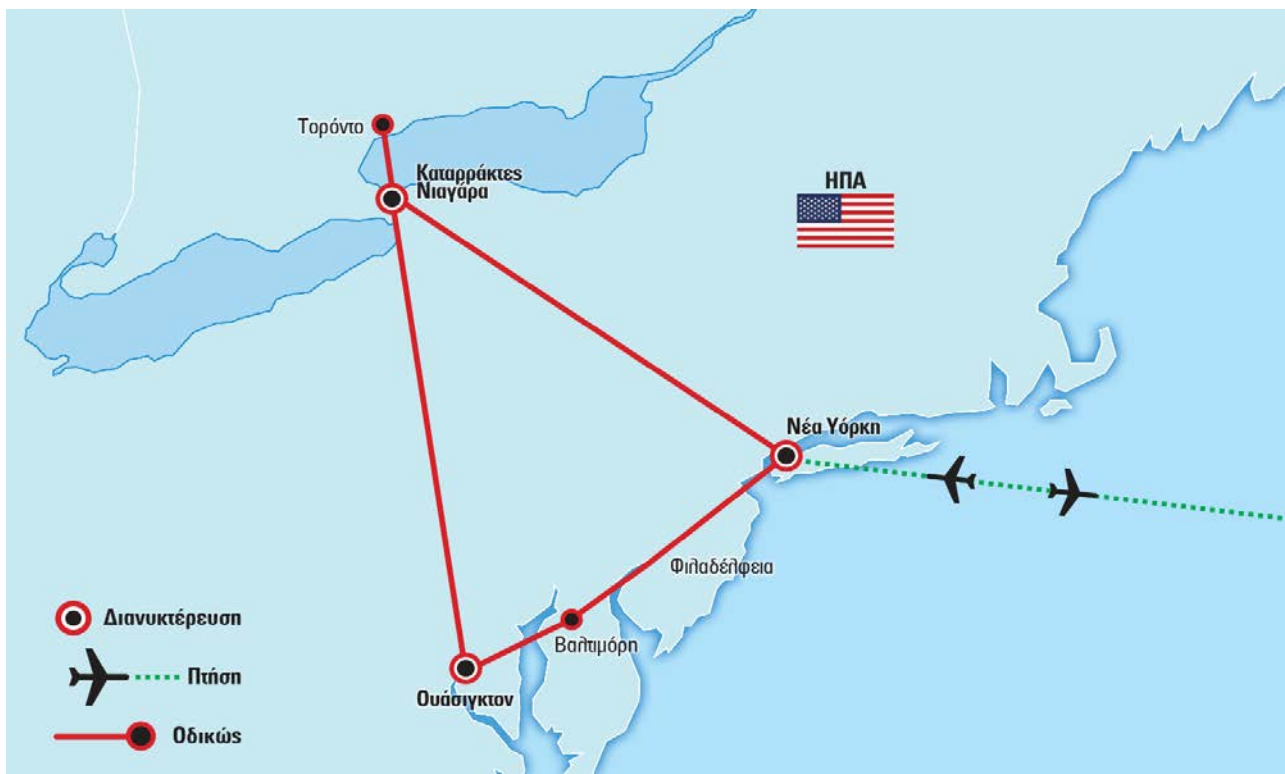 Τορόντο
Καταρράκτες
Νιαγάρα
ΗΠΑ
Νέα Υόρκη
Φιλαδέλφεια
Βαλτιμόρη
Ουάσιγκτον
Διανυκτέρευση
Πτήση
Οδικώς